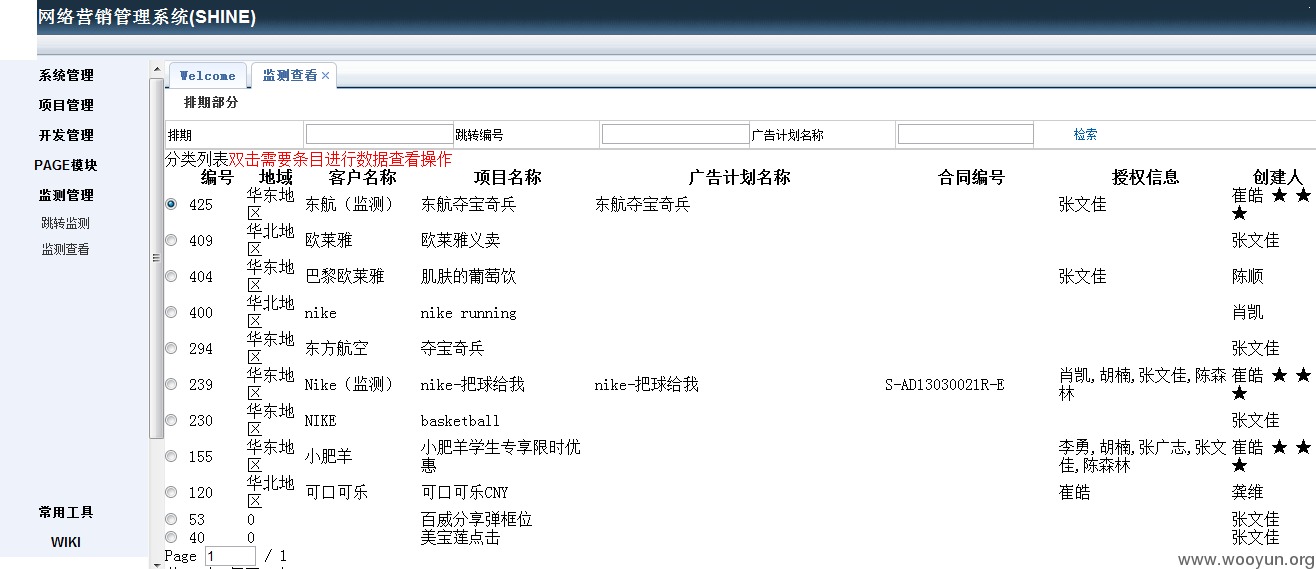 网络营销管理系统(SHINE)
系统管理
项目管理
开发管理
PAGE模块
监测管理
跳转监测
监测查看
常用工具
WIKI
Welcome 监测查看 ×
排期部分
排期 跳转编号 广告计划名称 检索
分类列表双击需要条目进行数据查看操作
编号 地域 客户名称 项目名称 广告计划名称 合同编号 授权信息 创建人
425 华东地区 东航（监测） 东航夺宝奇兵 东航夺宝奇兵 张文佳 崔皓 ★ ★ ★
409 华北地区 欧莱雅 欧莱雅义卖 张文佳
404 华东地区 巴黎欧莱雅 肌肤的葡萄饮 张文佳 陈顺
400 华北地区 nike nike running 肖凯
294 华东地区 东方航空 夺宝奇兵 张文佳
239 华东地区 Nike（监测） nike-把球给我 nike-把球给我 S-AD13030021R-E 肖凯,胡楠,张文佳,陈森林 崔皓 ★ ★ ★
230 华东地区 NIKE basketball 张文佳
155 华东地区 小肥羊 小肥羊学生专享限时优惠 李勇,胡楠,张广志,张文佳,陈森林 崔皓 ★ ★ ★
120 华北地区 可口可乐 可口可乐CNY 崔皓 龚维
53 0 百威分享弹框位 张文佳
40 0 美宝莲点击 张文佳
Page 1 / 1
www.wooyun.org